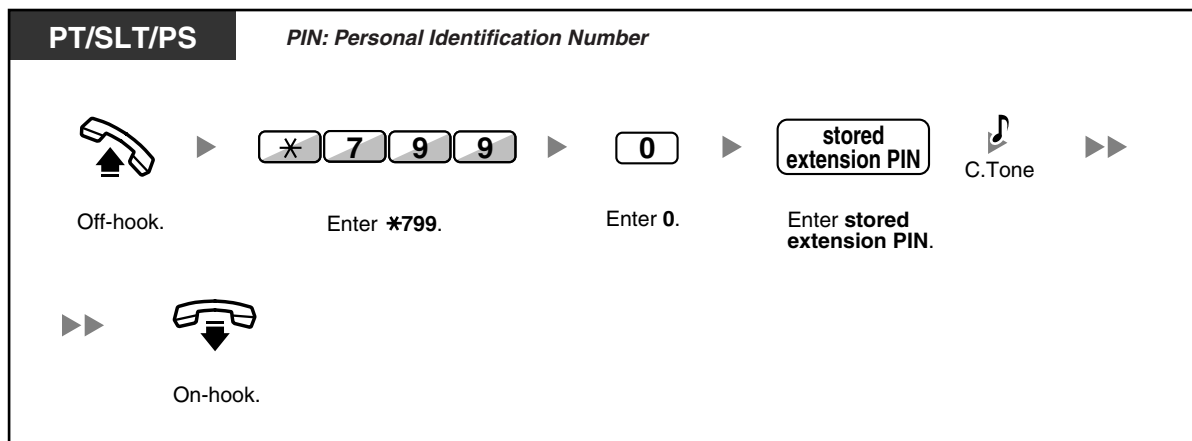 PT/SLT/PS
PIN: Personal Identification Number
* 7 9 9
0
stored
extension PIN
C.Tone
Off-hook.
Enter *799.
Enter 0.
Enter stored
extension PIN.
On-hook.